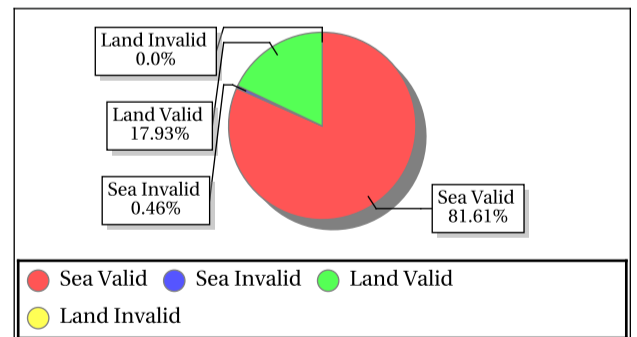 Land Invalid
0.0%
Land Valid
17.93%
Sea Invalid
0.46%
Sea Valid
81.61%
Sea Valid
Sea Invalid
Land Valid
Land Invalid